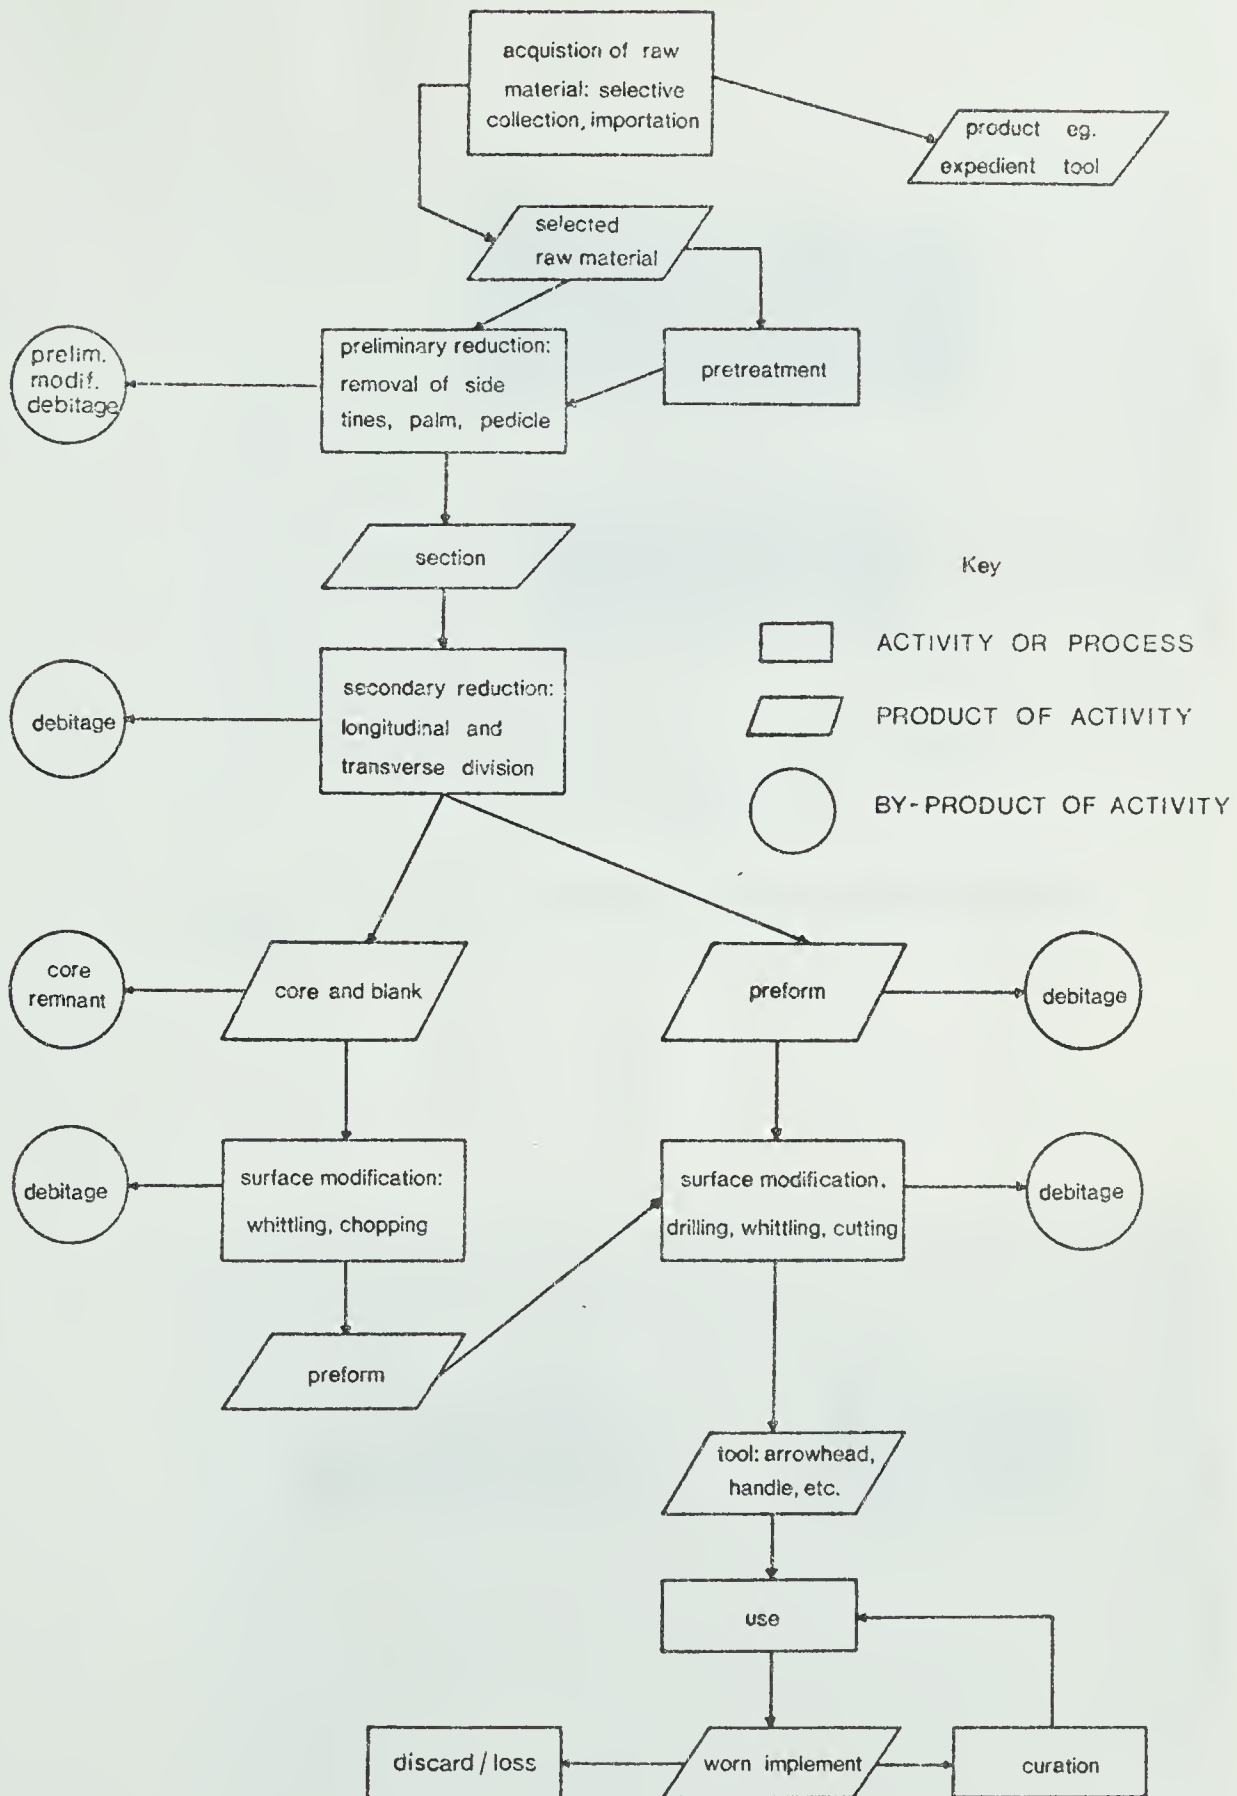 acquistion of raw
material: selective
collection, importation
product eg.
expedient tool
selected
raw material
prelim.
modif.
debitage
preliminary reduction:
removal of side
tines, palm, pedicle
pretreatment
section
Key
ACTIVITY OR PROCESS
PRODUCT OF ACTIVITY
BY-PRODUCT OF ACTIVITY
debitage
secondary reduction:
longitudinal and
transverse division
core
remnant
core and blank
preform
debitage
debitage
surface modification:
whittling, chopping
surface modification.
drilling, whittling, cutting
debitage
preform
tool: arrowhead,
handle, etc.
use
discard / loss
worn implement
curation